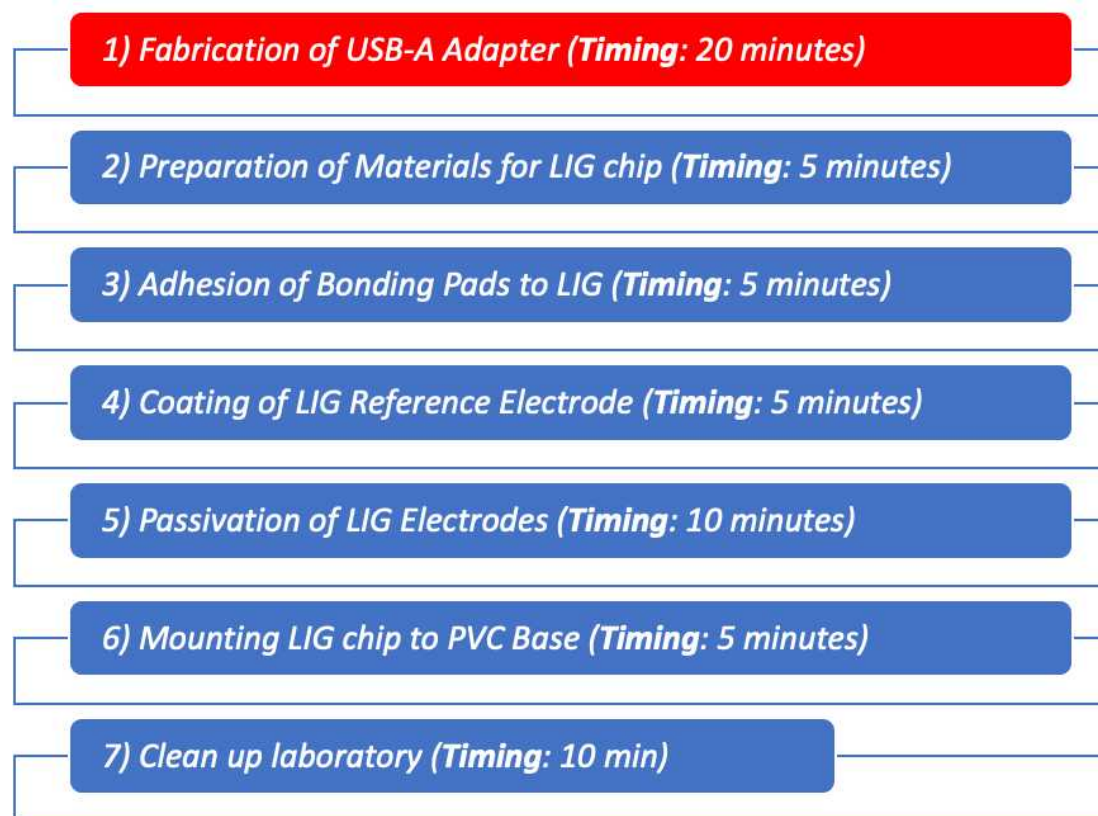 1) Fabrication of USB-A Adapter (Timing: 20 minutes)
2) Preparation of Materials for LIG chip (Timing: 5 minutes)
3) Adhesion of Bonding Pads to LIG (Timing: 5 minutes)
4) Coating of LIG Reference Electrode (Timing: 5 minutes)
5) Passivation of LIG Electrodes (Timing: 10 minutes)
6) Mounting LIG chip to PVC Base (Timing: 5 minutes)
7) Clean up laboratory (Timing: 10 min)